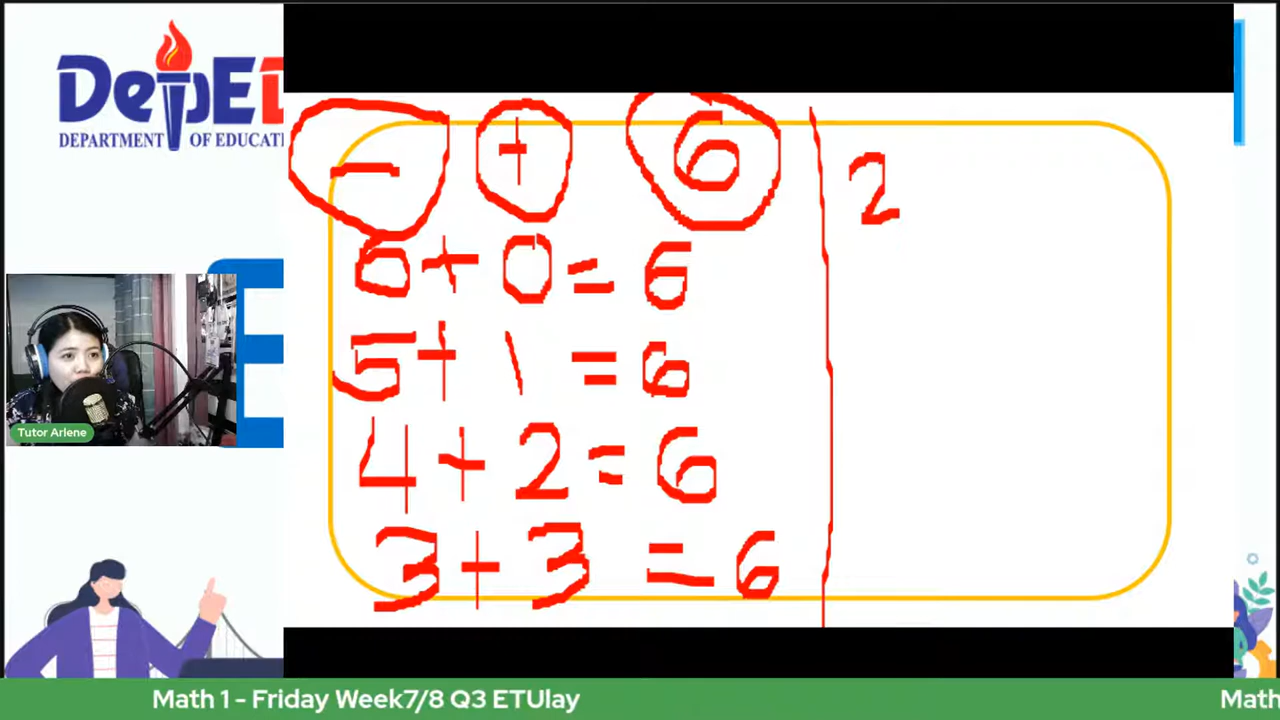 DepED
DEPARTMENT OF EDUCATI
- + 6
6+0=6
5+1=6
4+2=6
3+3=6
2
E
Tutor Arlene
Math 1 - Friday Week7/8 Q3 ETUlay
Math